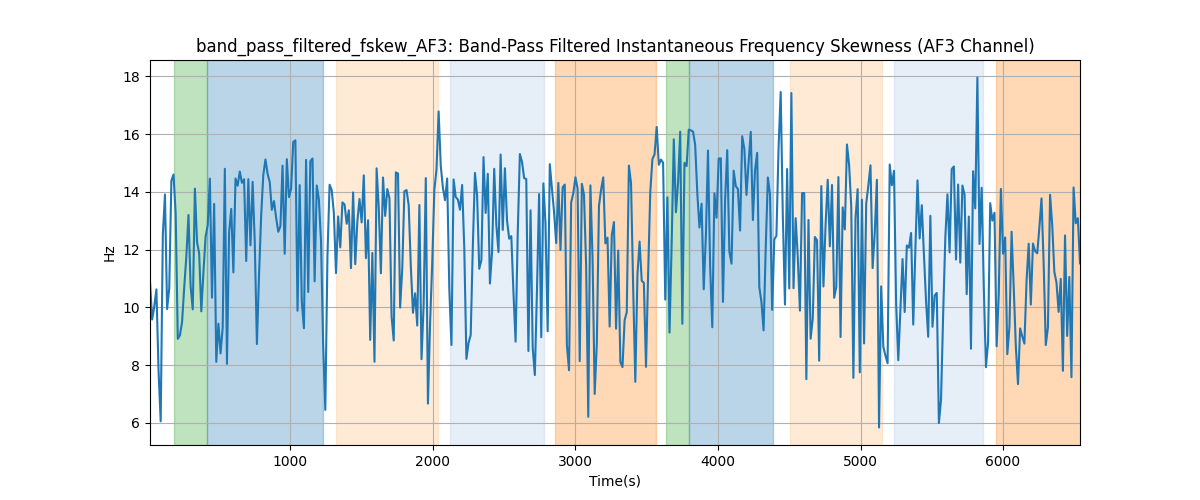 band_pass_filtered_fskew_AF3: Band-Pass Filtered Instantaneous Frequency Skewness (AF3 Channel)
18
16
14
12
10
8
6
Hz
1000 2000 3000 4000 5000 6000
Time(s)